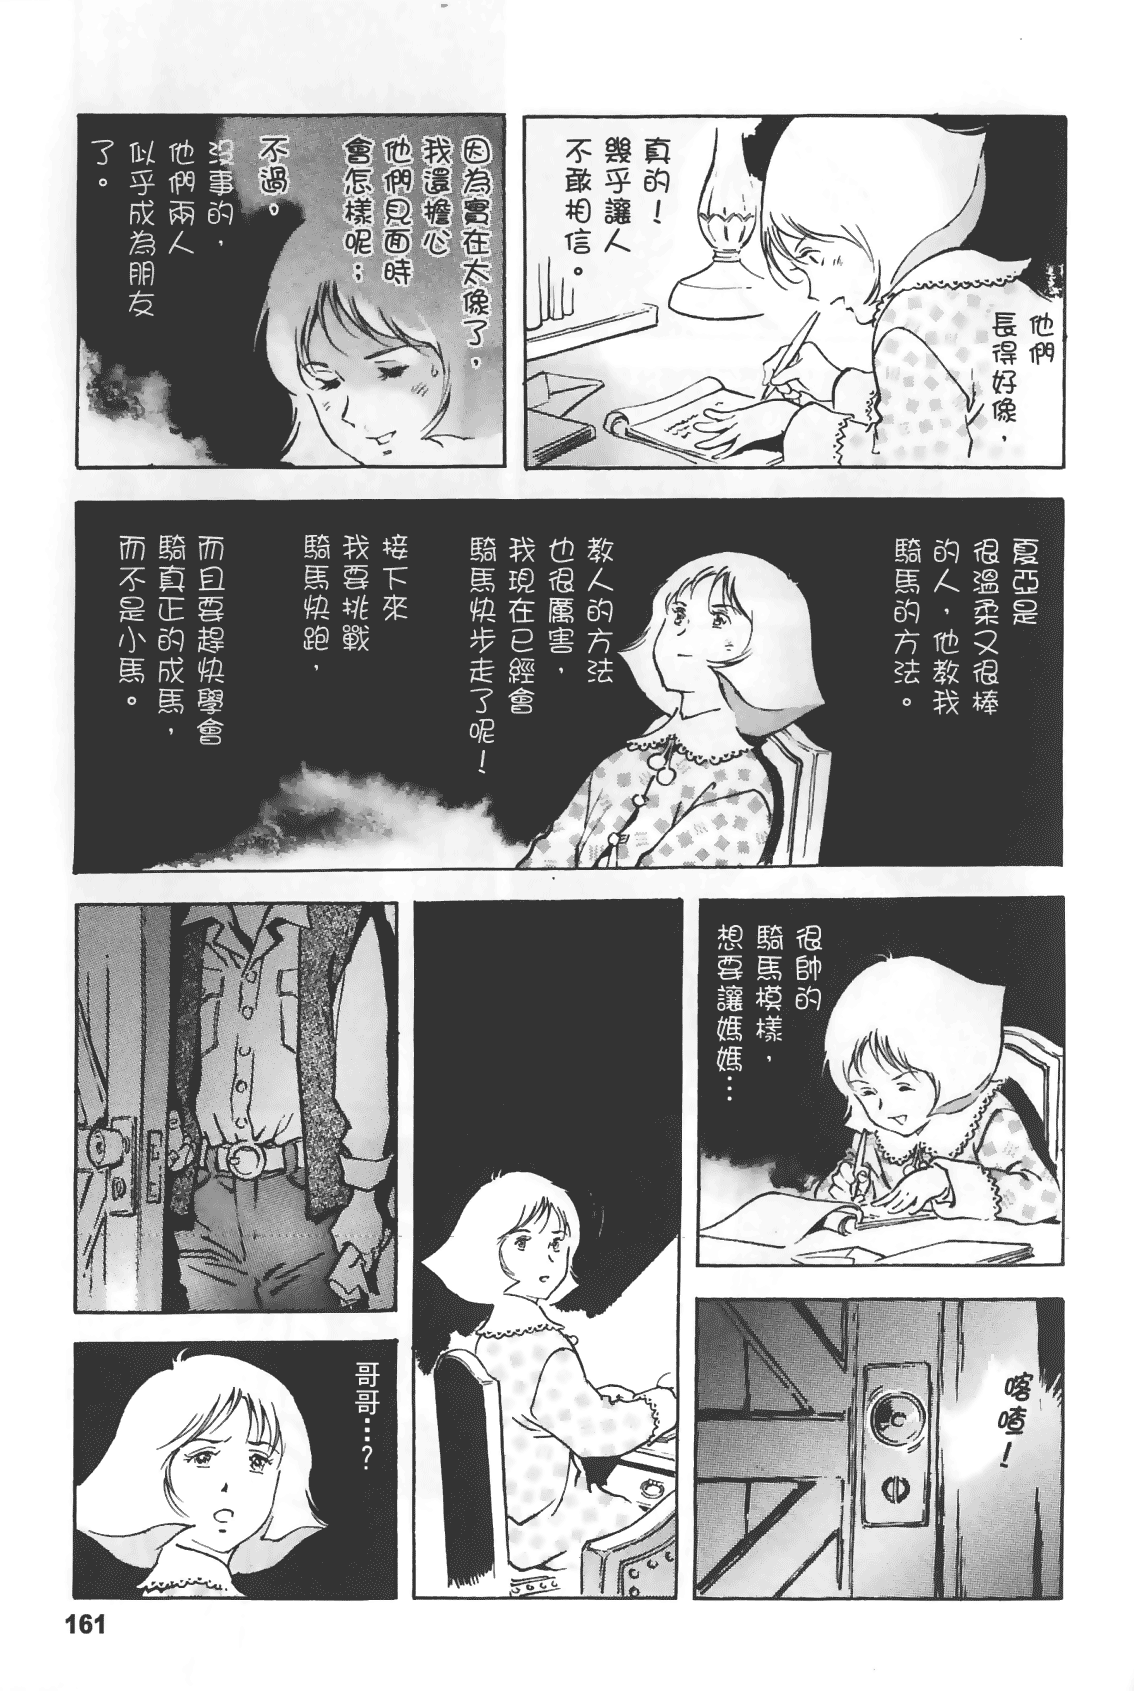 他們
長得好像，
真的！
幾乎讓人
不敢相信。
因為實在太像了，
我還擔心
他們見面時
會怎樣呢；
不過。
沒事的，
他們兩人
似乎成為朋友
了。
夏亞是
很溫柔又很棒
的人，他教我
騎馬的方法。
教人的方法
也很厲害，
我現在已經會
騎馬快步走了呢！
接下來
我要挑戰
騎馬快跑，
而且要趕快學會
騎真正的成馬，
而不是小馬。
很帥的
騎馬模樣，
想要讓媽媽…
喀喳！
哥哥…？
161